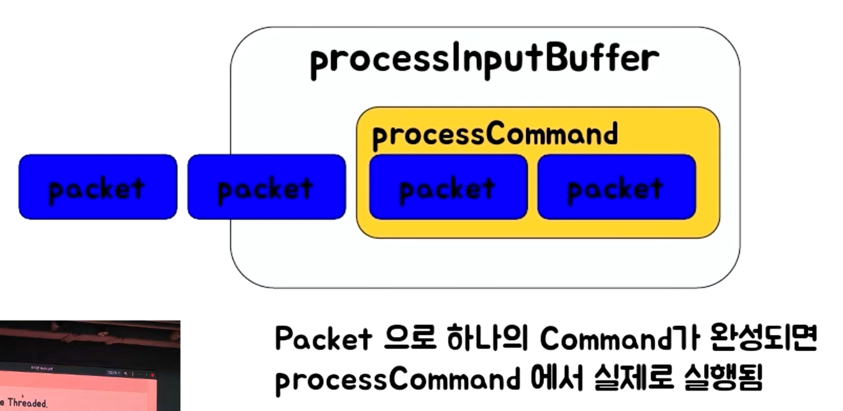 processInputBuffer
processCommand
packet packet packet packet
Packet 으로 하나의 Command가 완성되면
processCommand 에서 실제로 실행됨
e Threaded.